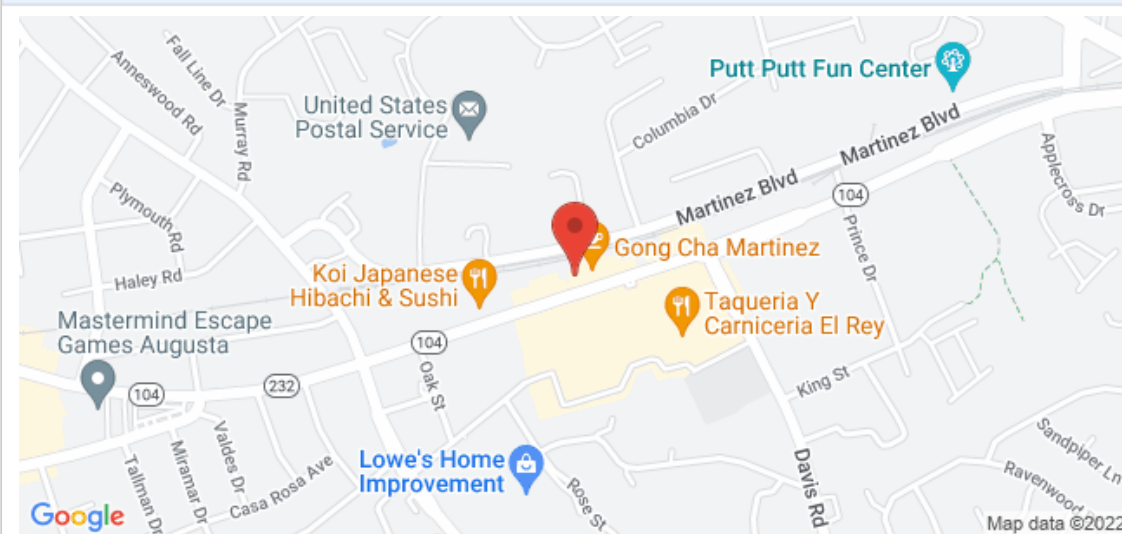 Fall Line Dr
Anneswood Rd
Murray Rd
United States
Postal Service
Putt Putt Fun Center
Columbia Dr
Martinez Blvd
Martinez Blvd
104
Applecross Dr
Plymouth Rd
Haley Rd
Prince Dr
Gong Cha Martinez
Koi Japanese
Hibachi & Sushi
Taqueria Y
Carniceria El Rey
Mastermind Escape
Games Augusta
104
104
232
Oak St
King St
Valdes Dr
Miramar Dr
Tallman Dr
Casa Rosa Ave
Lowe's Home
Improvement
Rose St
Davis Rd
Sandpiper Ln
Ravenwood
Google
Map data ©2022